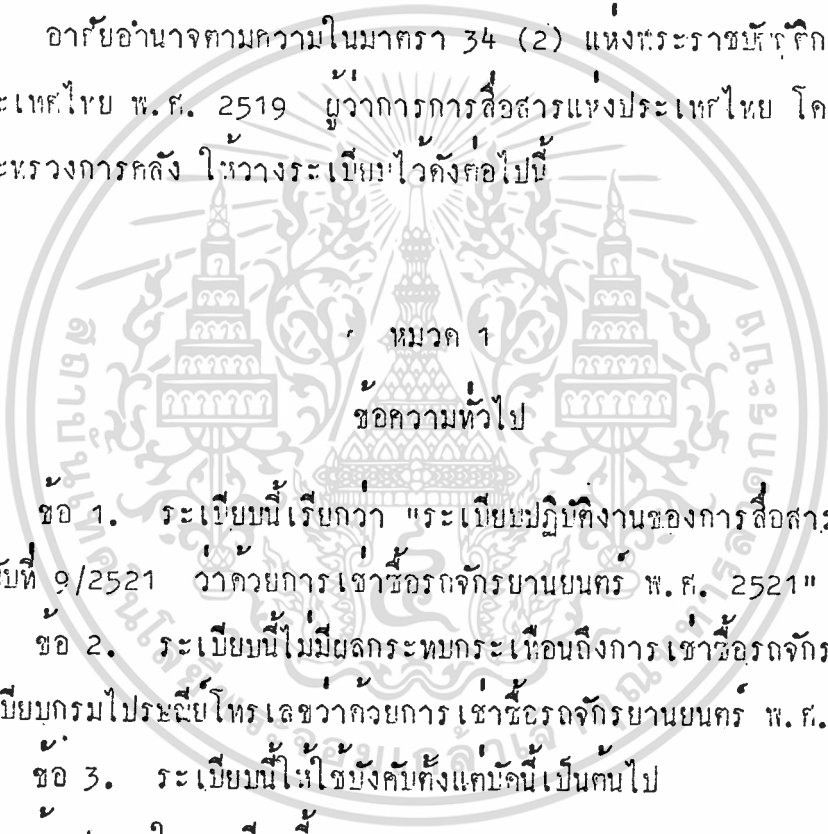 อาศัยอำนาจตามความในมาตรา 34 (2) แห่งพระราชบัญญัติก
ะเทศไทย พ.ศ. 2519 ผู้ว่าการการสื่อสารแห่งประเทศไทย โด
ะทรวงการคลัง ให้วางระเบียบไว้ดังต่อไปนี้
หมวด 1
ข้อความทั่วไป
ข้อ 1. ระเบียบนี้เรียกว่า "ระเบียบปฏิบัติงานของการสื่อสาร
บที่ 9/2521 ว่าด้วยการเช่าซื้อรถจักรยานยนตร์ พ.ศ. 2521"
ข้อ 2. ระเบียบนี้ไม่มีผลกระทบกระเทือนถึงการเช่าซื้อรถจักร
เบียบกรมไปรษณีย์โทรเลขว่าด้วยการเช่าซื้อรถจักรยานยนตร์ พ.ศ.
ข้อ 3. ระเบียบนี้ให้ใช้บังคับตั้งแต่บัดนี้เป็นต้นไป